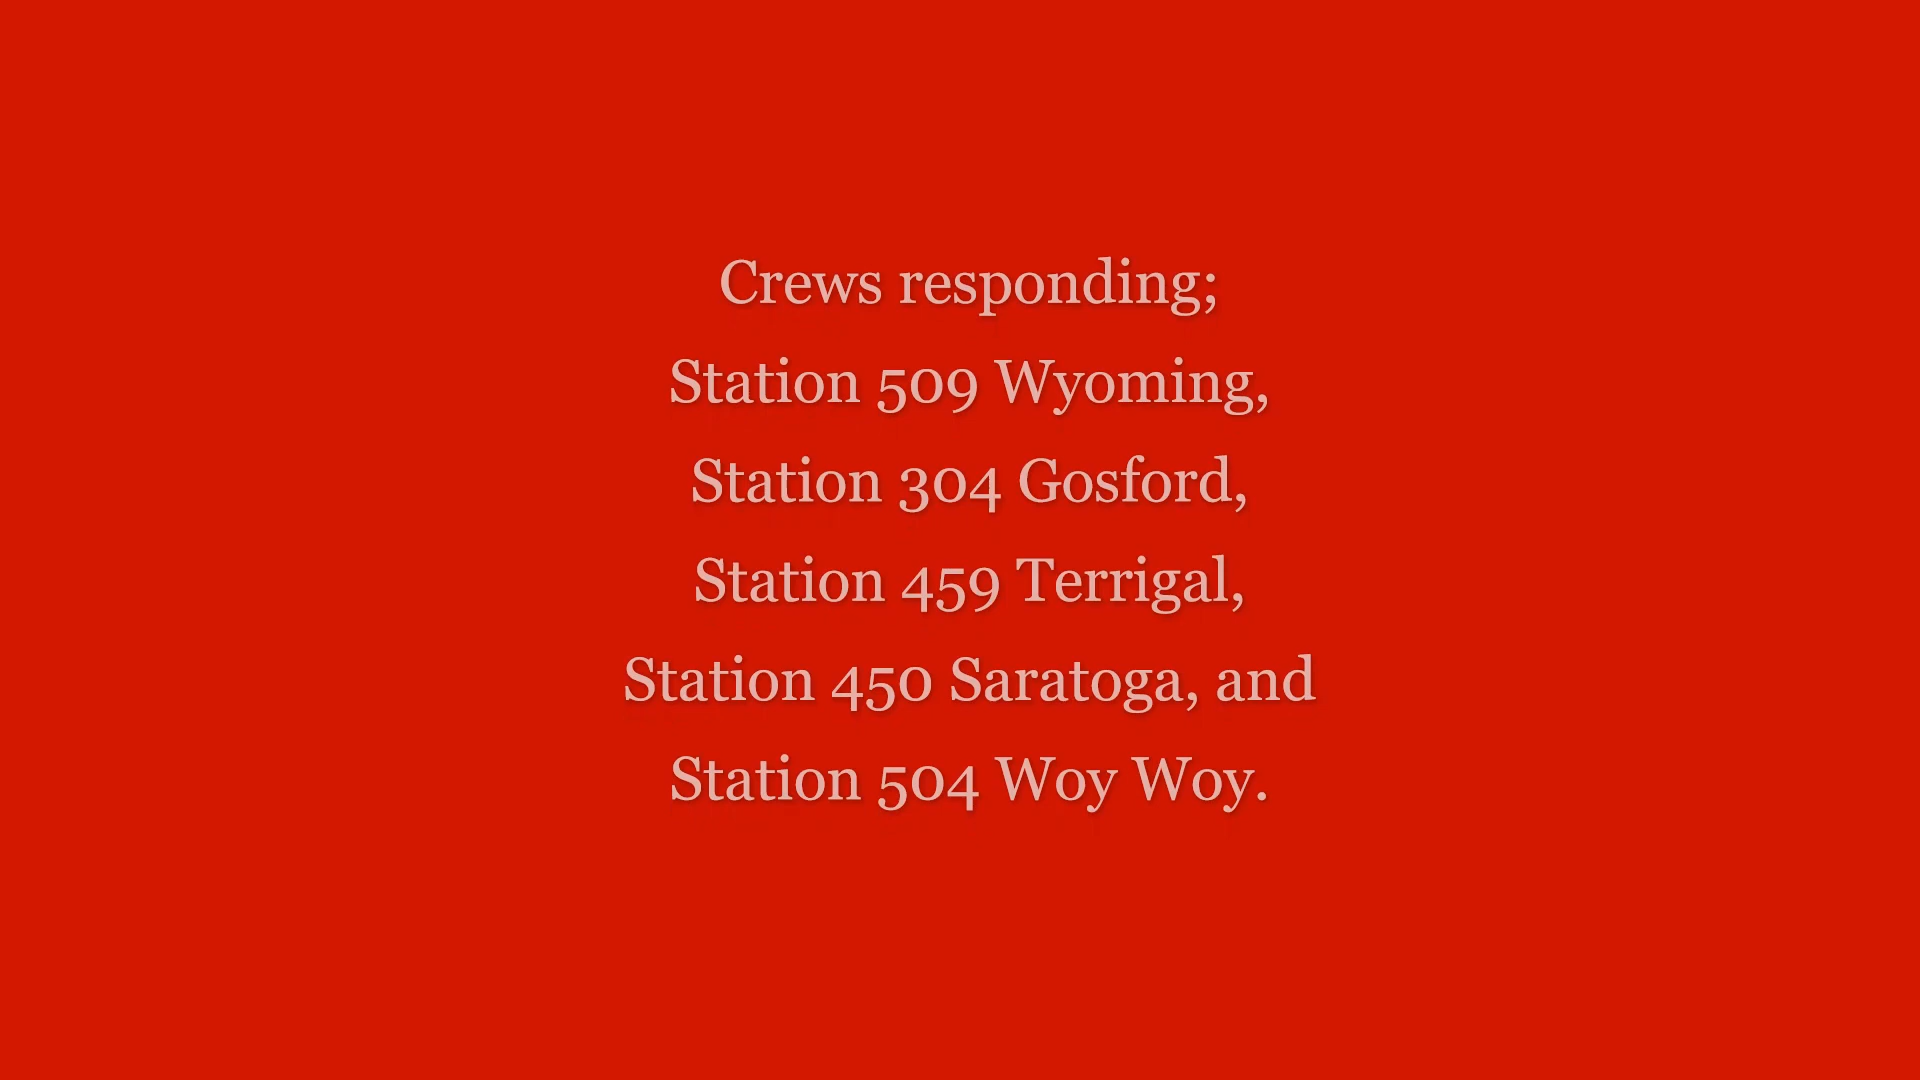 Crews responding;
Station 509 Wyoming,
Station 304 Gosford,
Station 459 Terrigal,
Station 450 Saratoga, and
Station 504 Woy Woy.